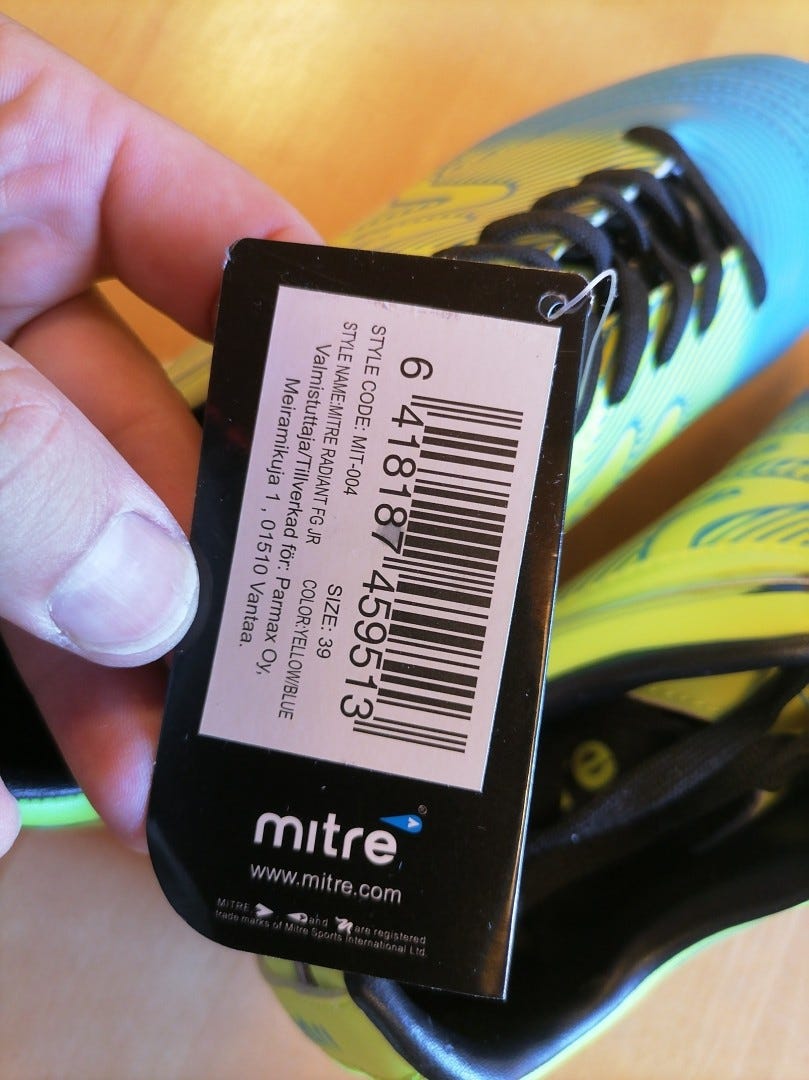 6 418187 459513
STYLE CODE: MIT-004 SIZE: 39
STYLE NAME:MITRE RADIANT FG JR COLOR:YELLOW/BLUE
Valmistuttaja/Tillverkad för: Parmax Oy,
Meiramikuja 1 , 01510 Vantaa.
mitre ®
www.mitre.com
MITRE and are registered
trade marks of Mitre Sports International Ltd.
e